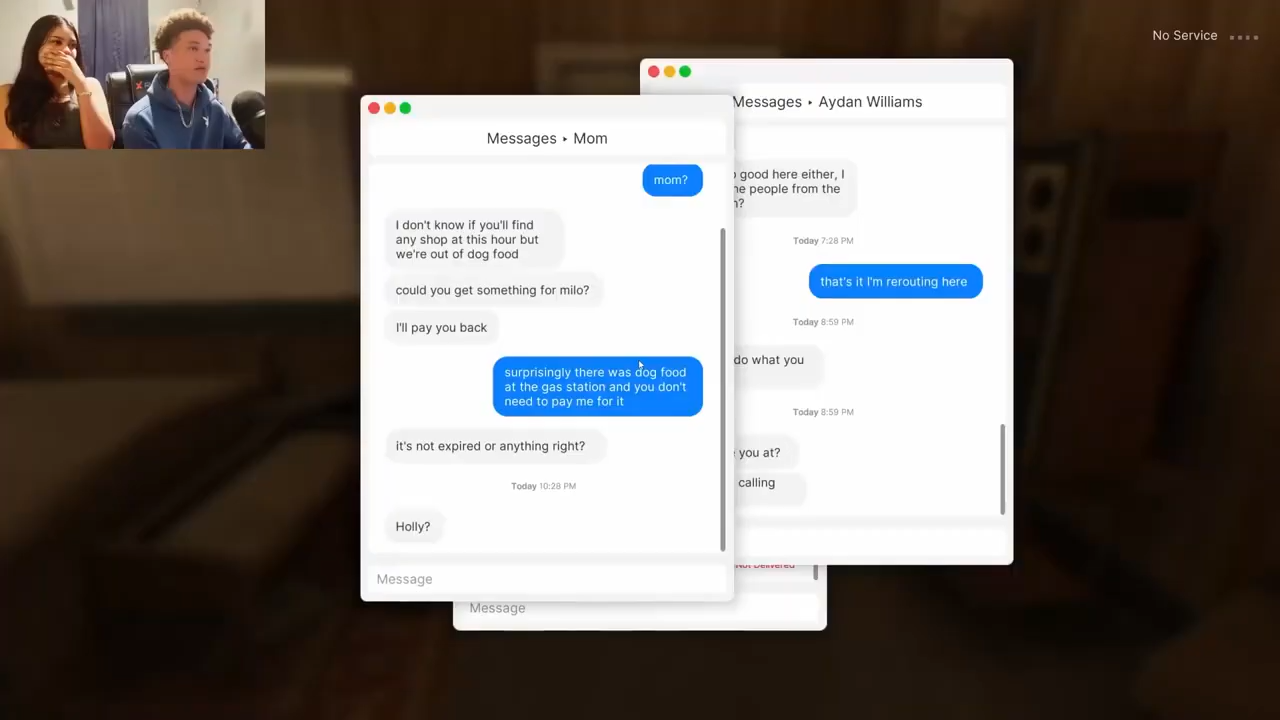 No Service
Messages ▸ Aydan Williams
good here either, I
he people from the
?
Today 7:28 PM
that's it I'm rerouting here
Today 8:59 PM
do what you
Today 8:59 PM
you at?
calling
Messages ▸ Mom
mom?
I don't know if you'll find
any shop at this hour but
we're out of dog food
could you get something for milo?
I'll pay you back
surprisingly there was dog food
at the gas station and you don't
need to pay me for it
it's not expired or anything right?
Today 10:28 PM
Holly?
Message
Not Delivered
Message